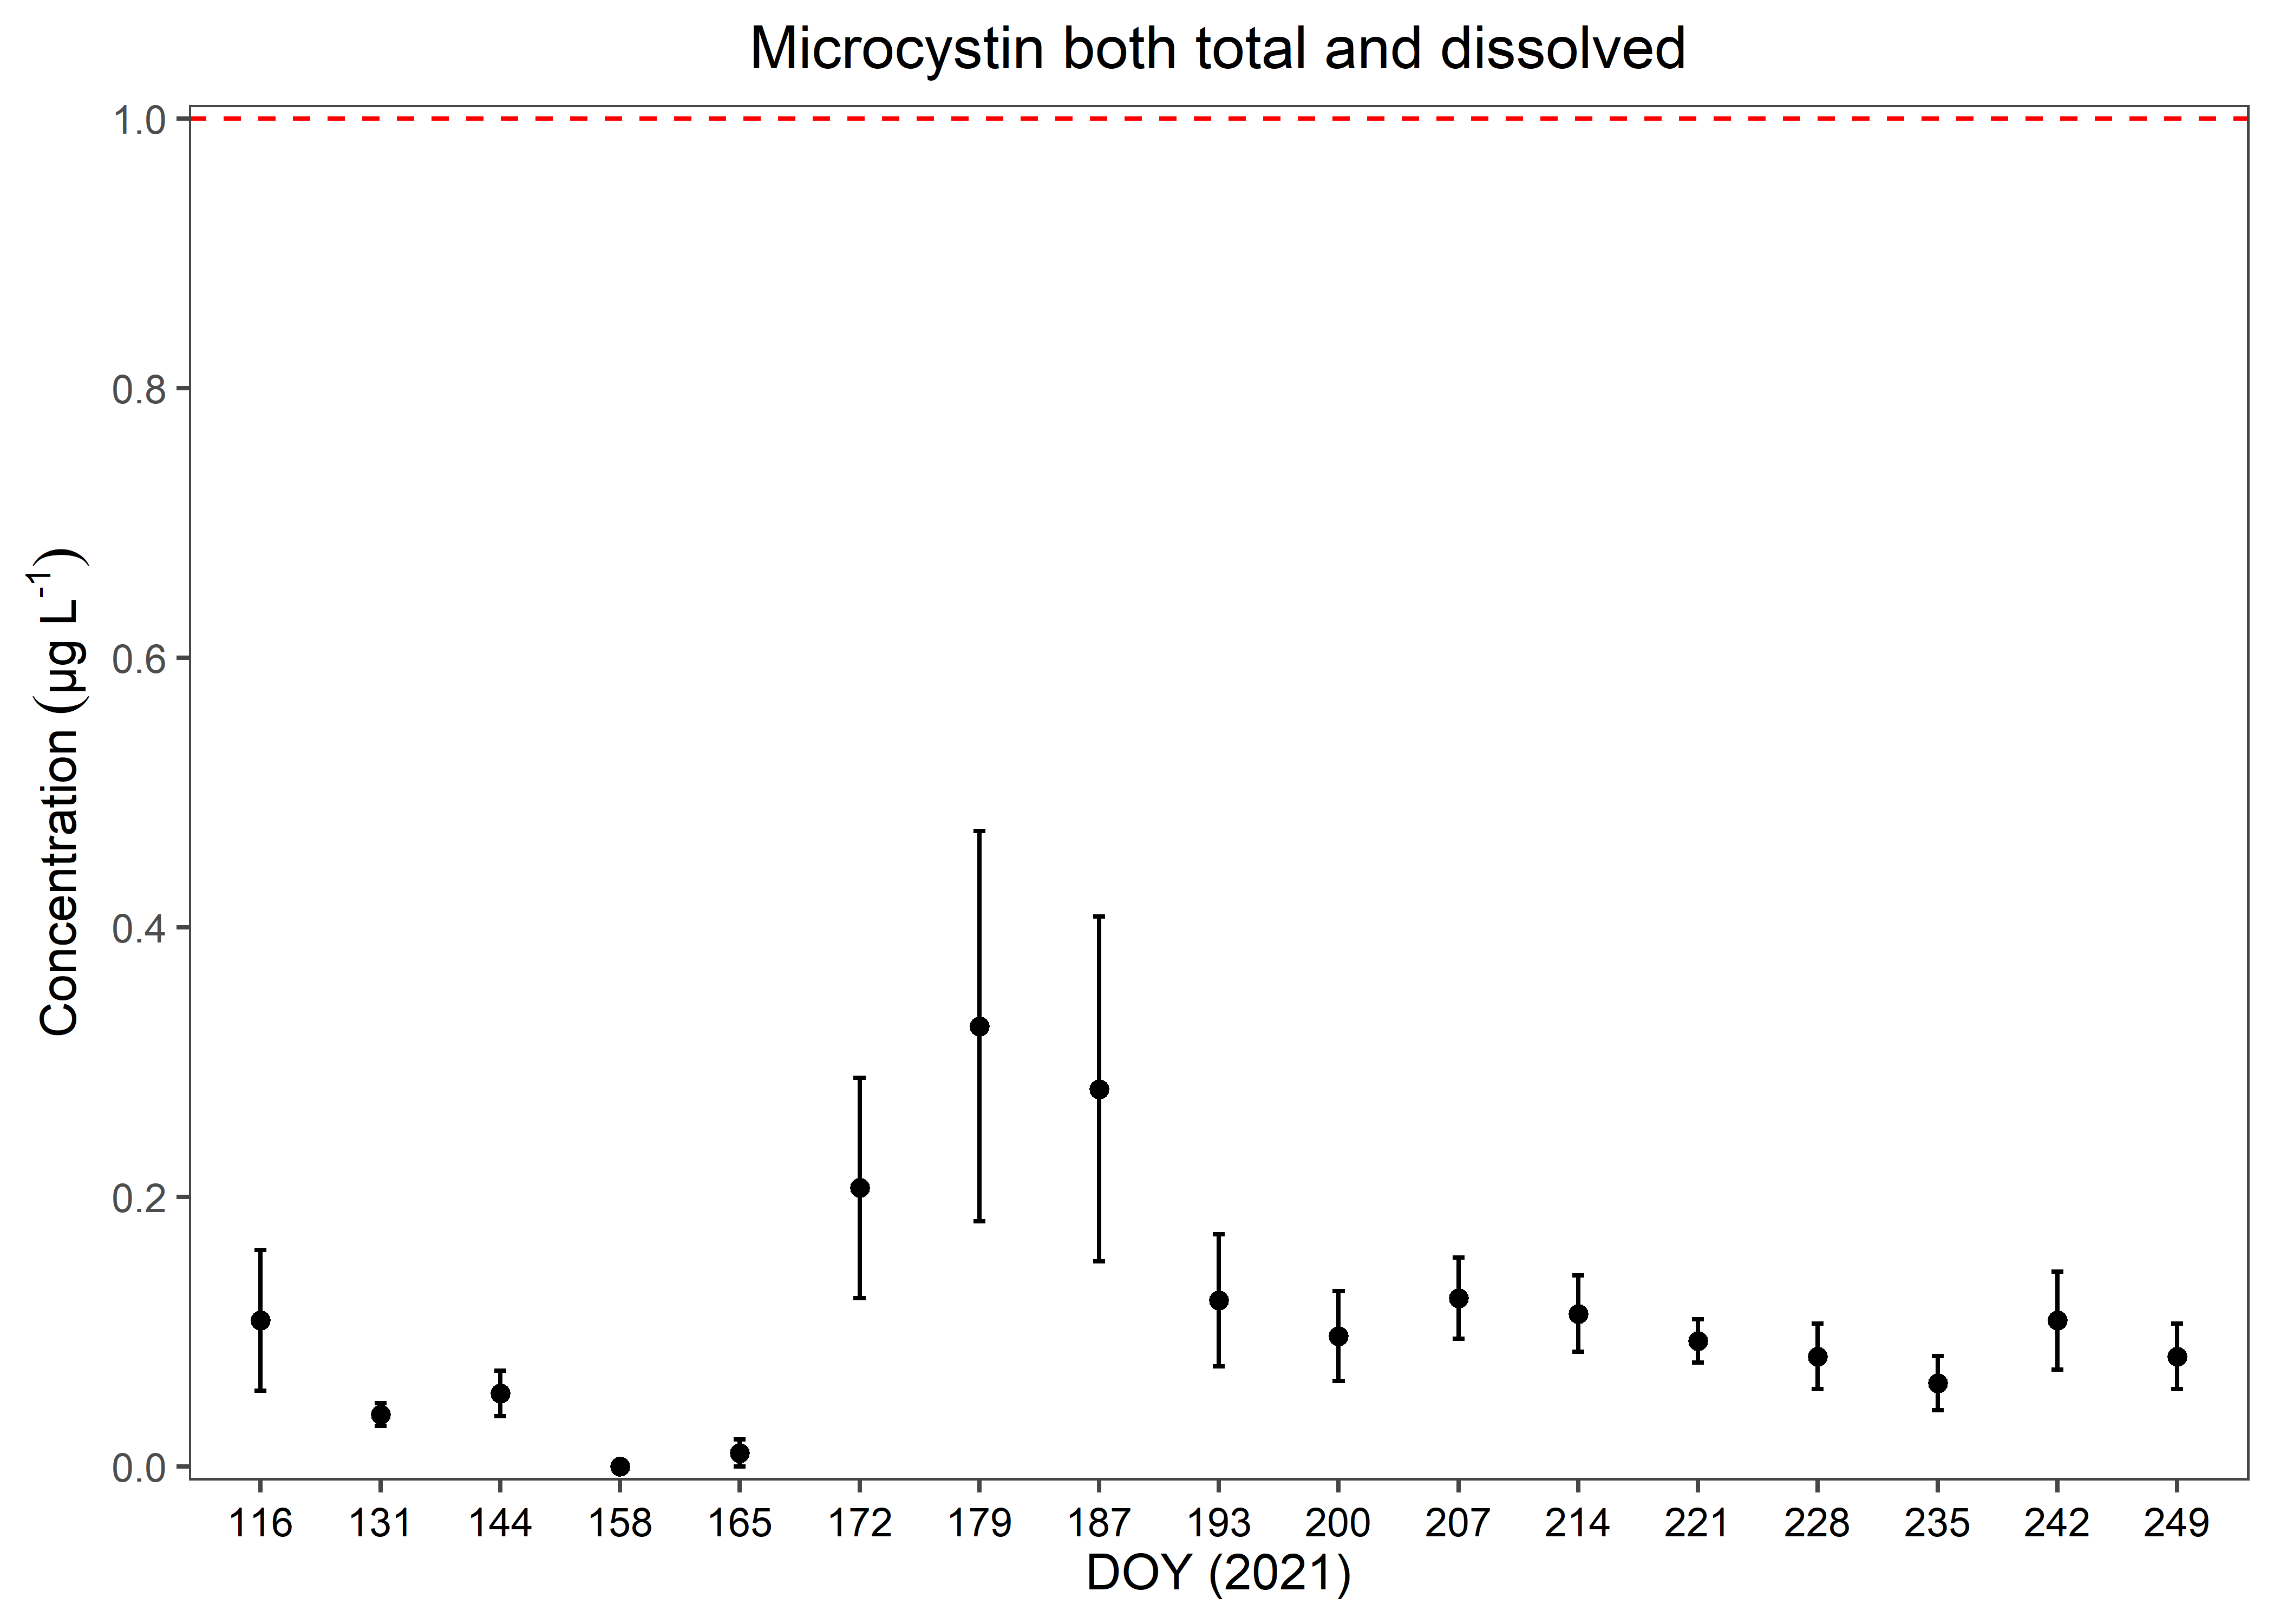 Microcystin both total and dissolved
1.0
0.8
0.6
0.4
0.2
0.0
Concentration (µg L⁻¹)
116 131 144 158 165 172 179 187 193 200 207 214 221 228 235 242 249
DOY (2021)